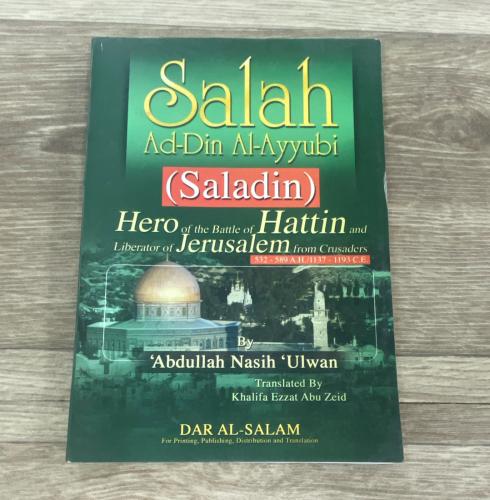 Salah
Ad-Din Al-Ayyubi
(Saladin)
Hero of the Battle of Hattin and
Liberator of Jerusalem from Crusaders
532 - 589 A.H./1137 - 1193 C.E.
By
‘Abdullah Nasih ‘Ulwan
Translated By
Khalifa Ezzat Abu Zeid
DAR AL-SALAM
For Printing, Publishing, Distribution and Translation